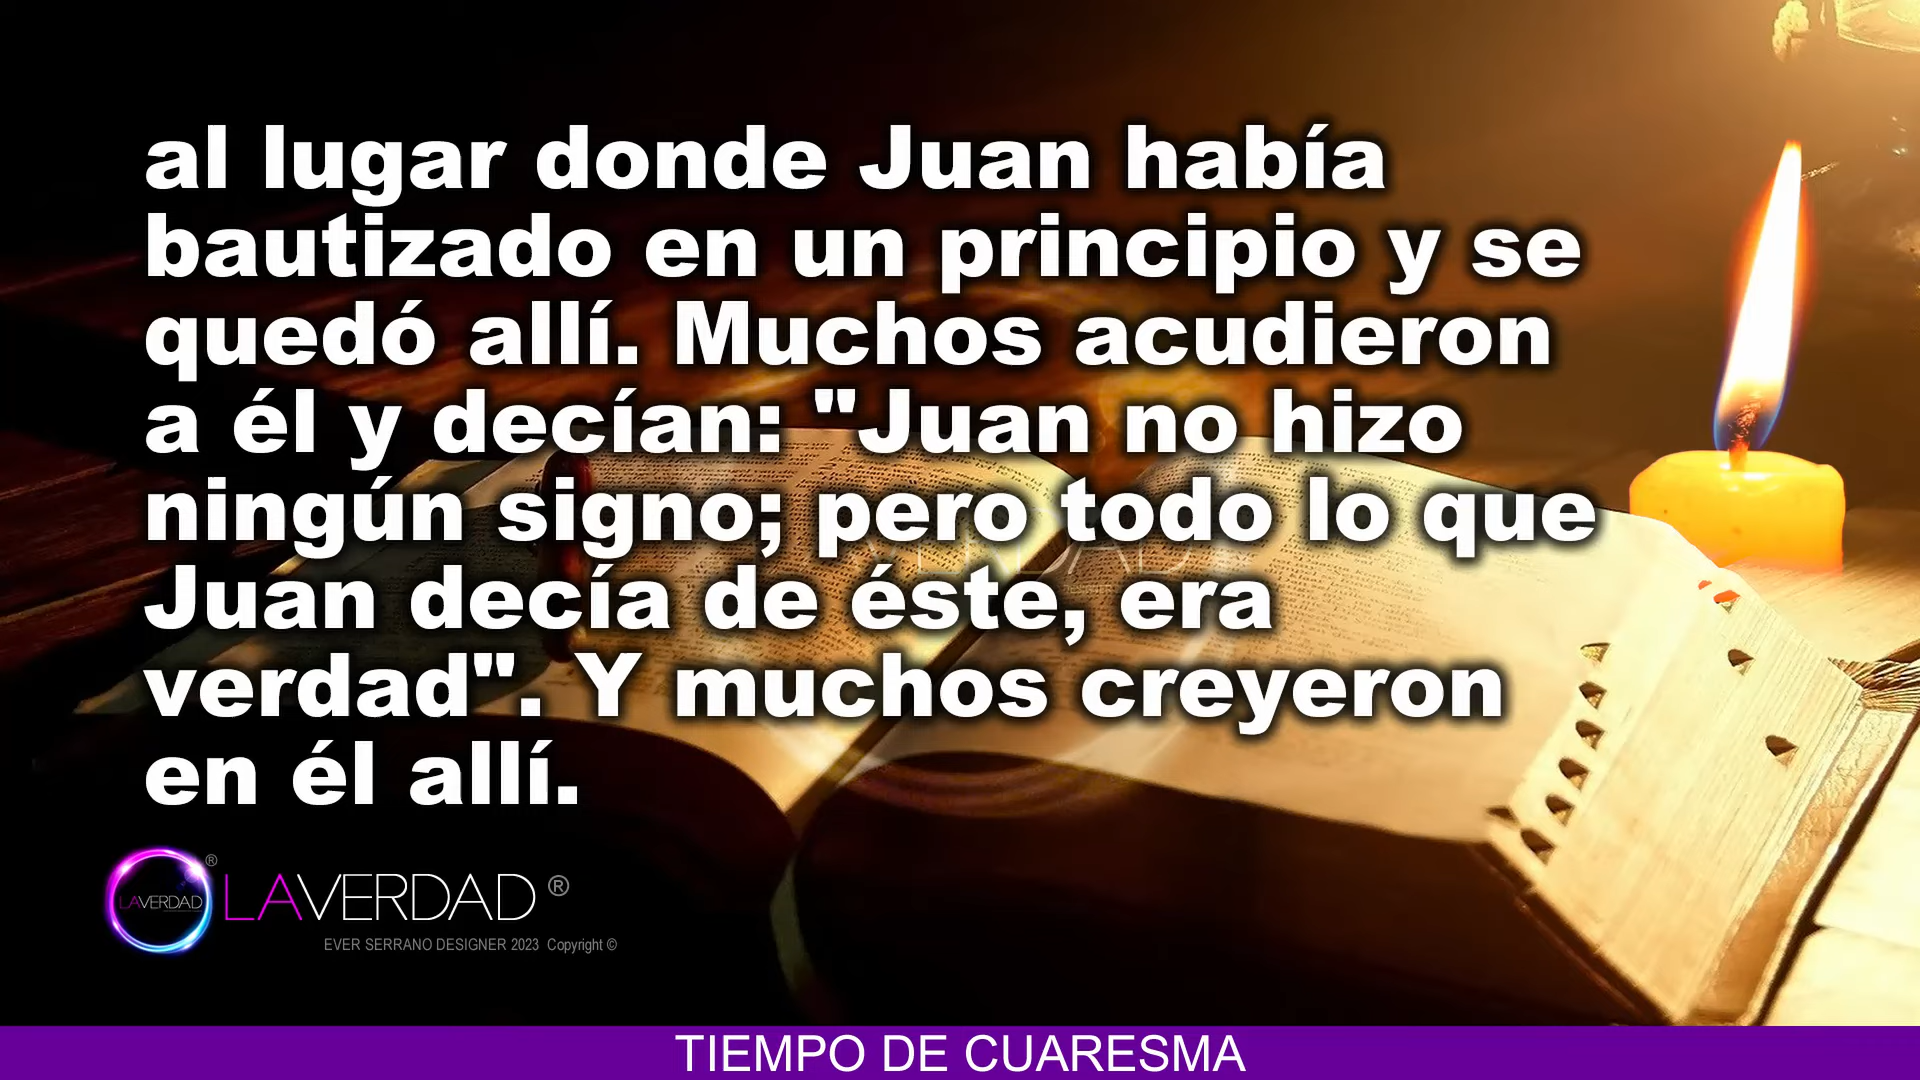 al lugar donde Juan había
bautizado en un principio y se
quedó allí. Muchos acudieron
a él y decían: "Juan no hizo
ningún signo; pero todo lo que
Juan decía de éste, era
verdad". Y muchos creyeron
en él allí.
LAVERDAD ®
LAVERDAD ®
EVER SERRANO DESIGNER 2023 Copyright ©
TIEMPO DE CUARESMA